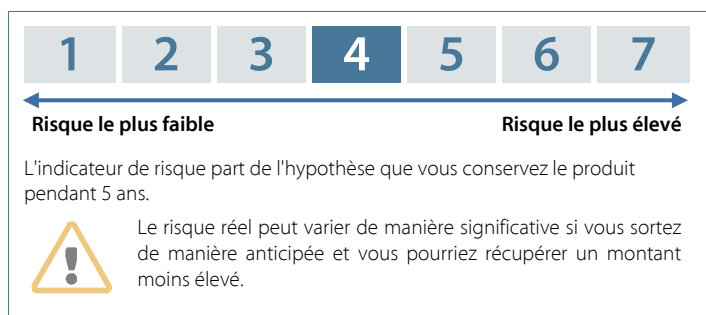 1 2 3 4 5 6 7
Risque le plus faible Risque le plus élevé
L'indicateur de risque part de l'hypothèse que vous conservez le produit
pendant 5 ans.
Le risque réel peut varier de manière significative si vous sortez
de manière anticipée et vous pourriez récupérer un montant
moins élevé.